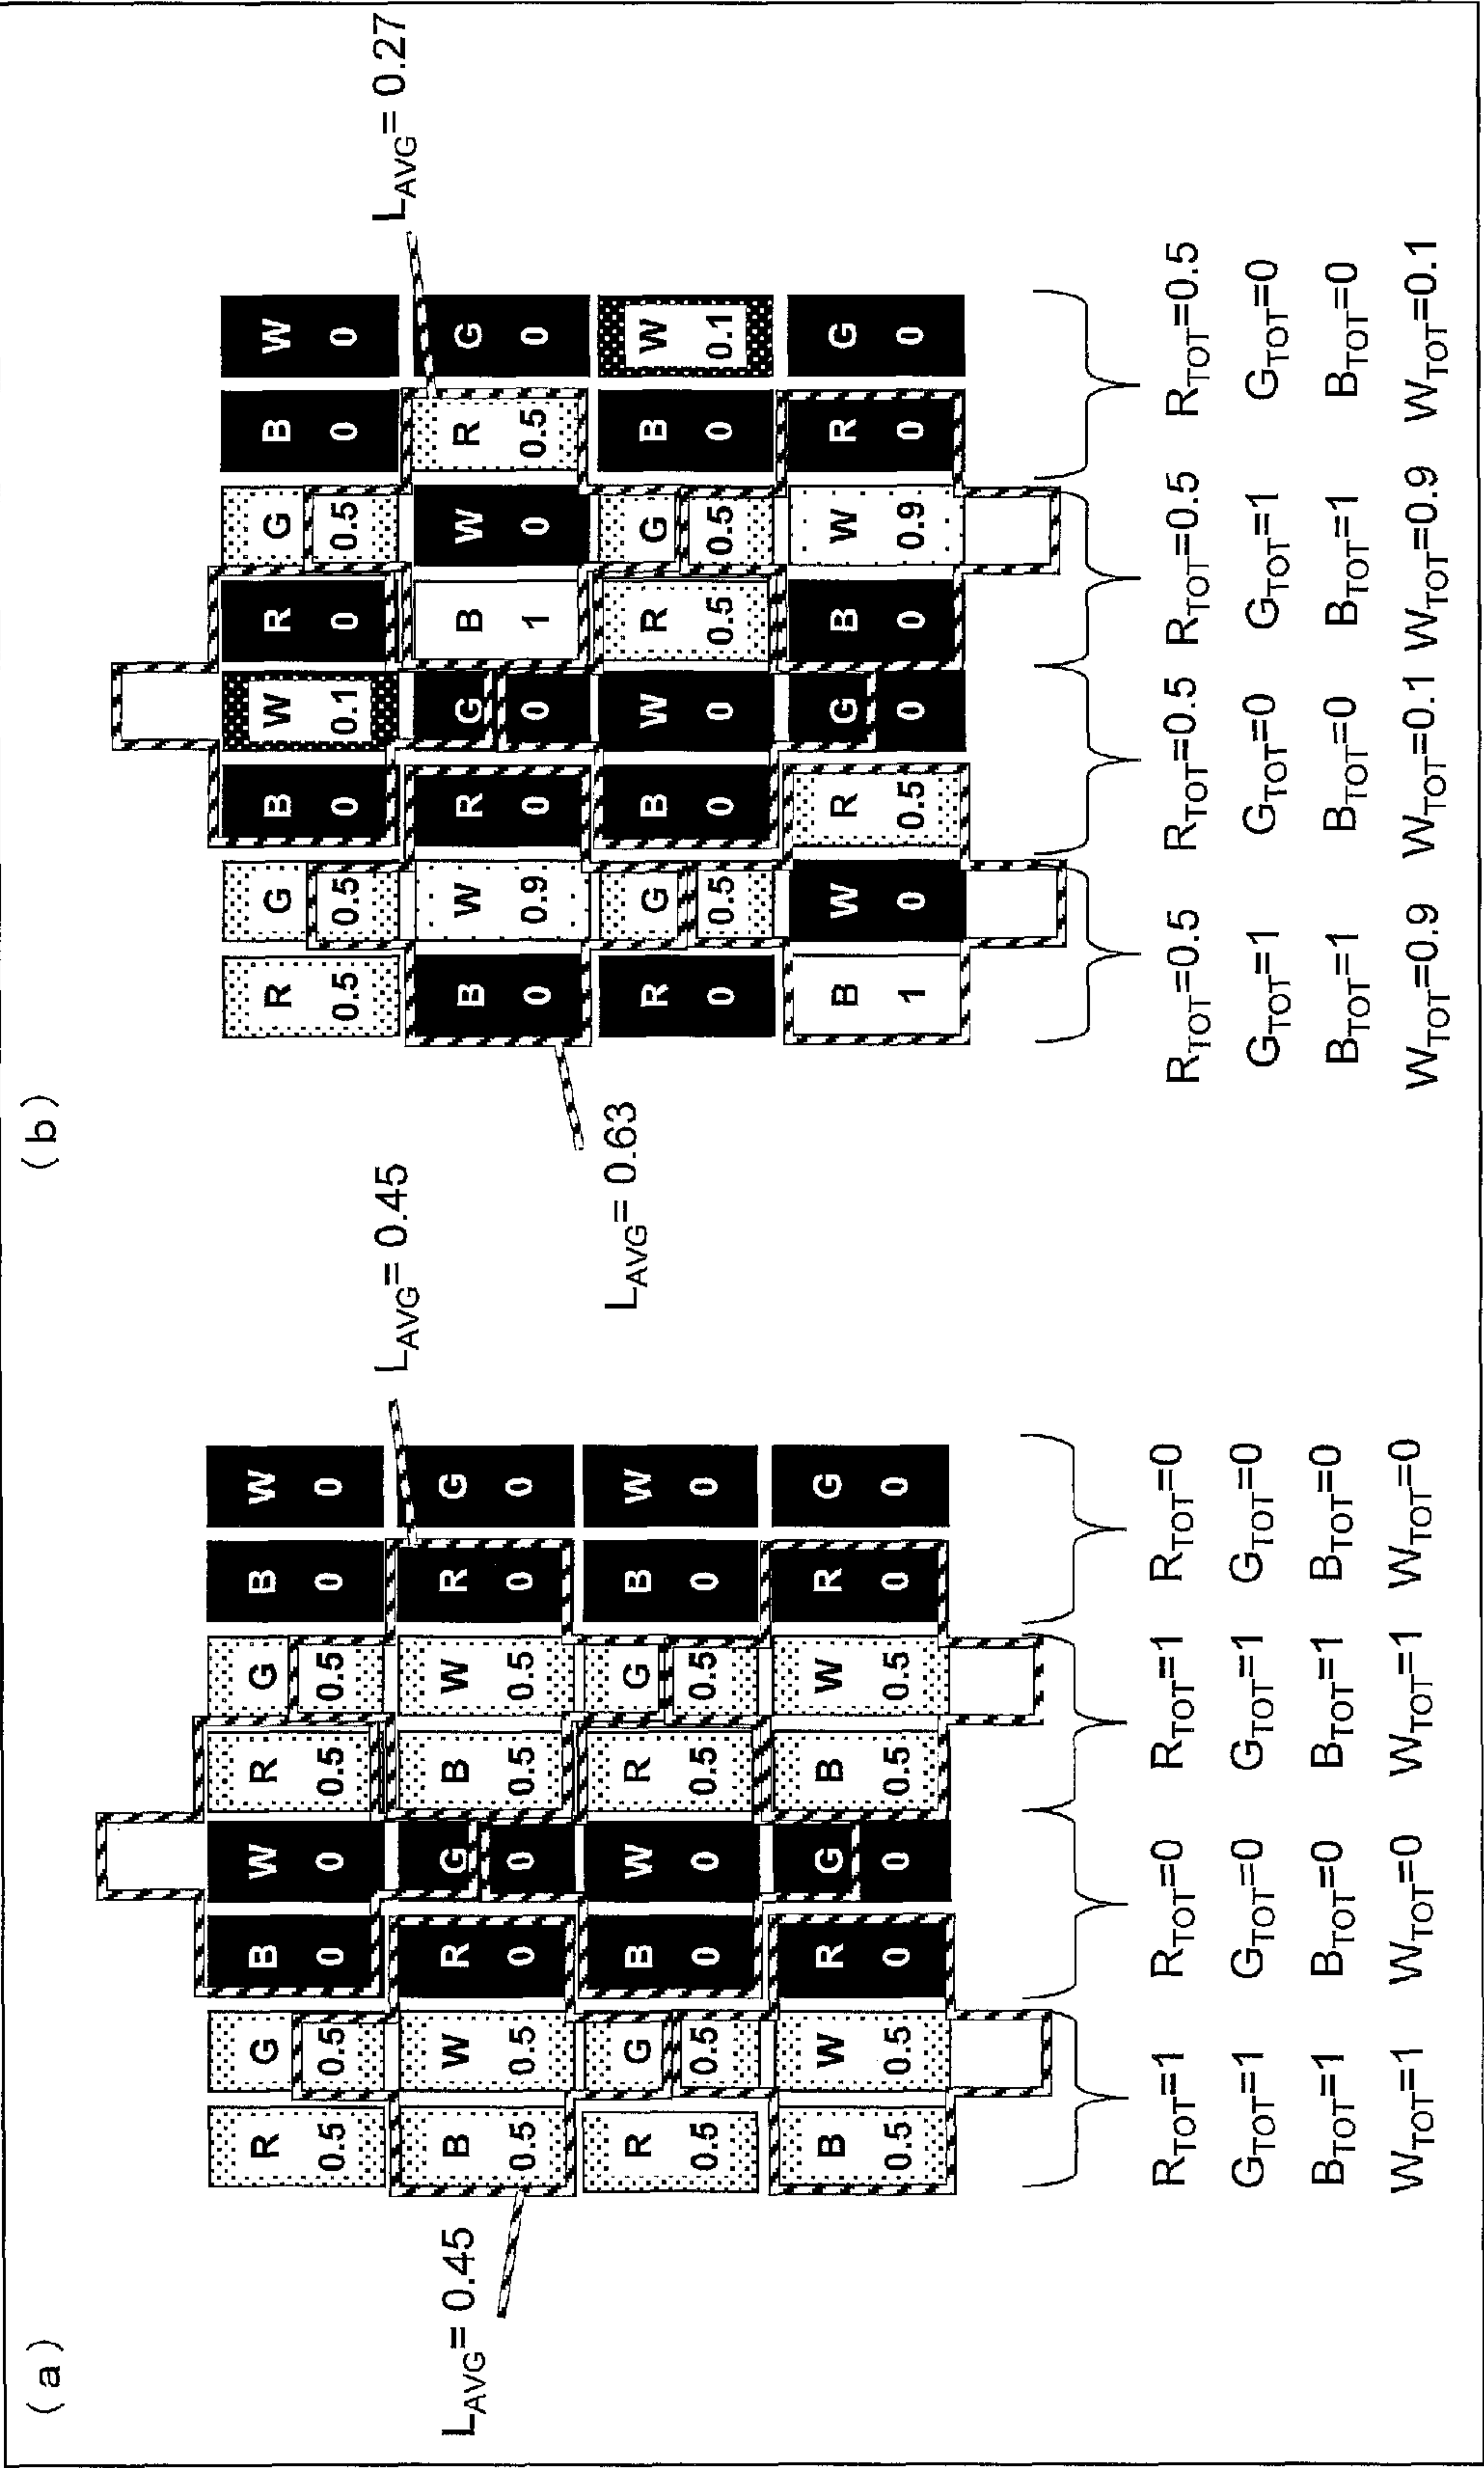 (a)
L_AVG= 0.45
L_AVG= 0.45
R G B W R G B W
0.5 0.5 0 0 0.5 0.5 0 0
B W R G B W R G
0.5 0.5 0 0 0.5 0.5 0 0
R G B W R G B W
0.5 0.5 0 0 0.5 0.5 0 0
B W R G B W R G
0.5 0.5 0 0 0.5 0.5 0 0
R_TOT=1 R_TOT=0 R_TOT=1 R_TOT=0
G_TOT=1 G_TOT=0 G_TOT=1 G_TOT=0
B_TOT=1 B_TOT=0 B_TOT=1 B_TOT=0
W_TOT=1 W_TOT=0 W_TOT=1 W_TOT=0
(b)
L_AVG= 0.27
L_AVG= 0.63
R G B W R G B W
0.5 0.5 0 0.1 0 0.5 0 0
B W R G B W R G
0 0.9 0 0 1 0 0.5 0
R G B W R G B W
0 0.5 0 0 0.5 0.5 0 0.1
B W R G B W R G
1 0 0.5 0 0 0.9 0 0
R_TOT=0.5 R_TOT=0.5 R_TOT=0.5 R_TOT=0.5
G_TOT=1 G_TOT=0 G_TOT=1 G_TOT=0
B_TOT=1 B_TOT=0 B_TOT=1 B_TOT=0
W_TOT=0.9 W_TOT=0.1 W_TOT=0.9 W_TOT=0.1